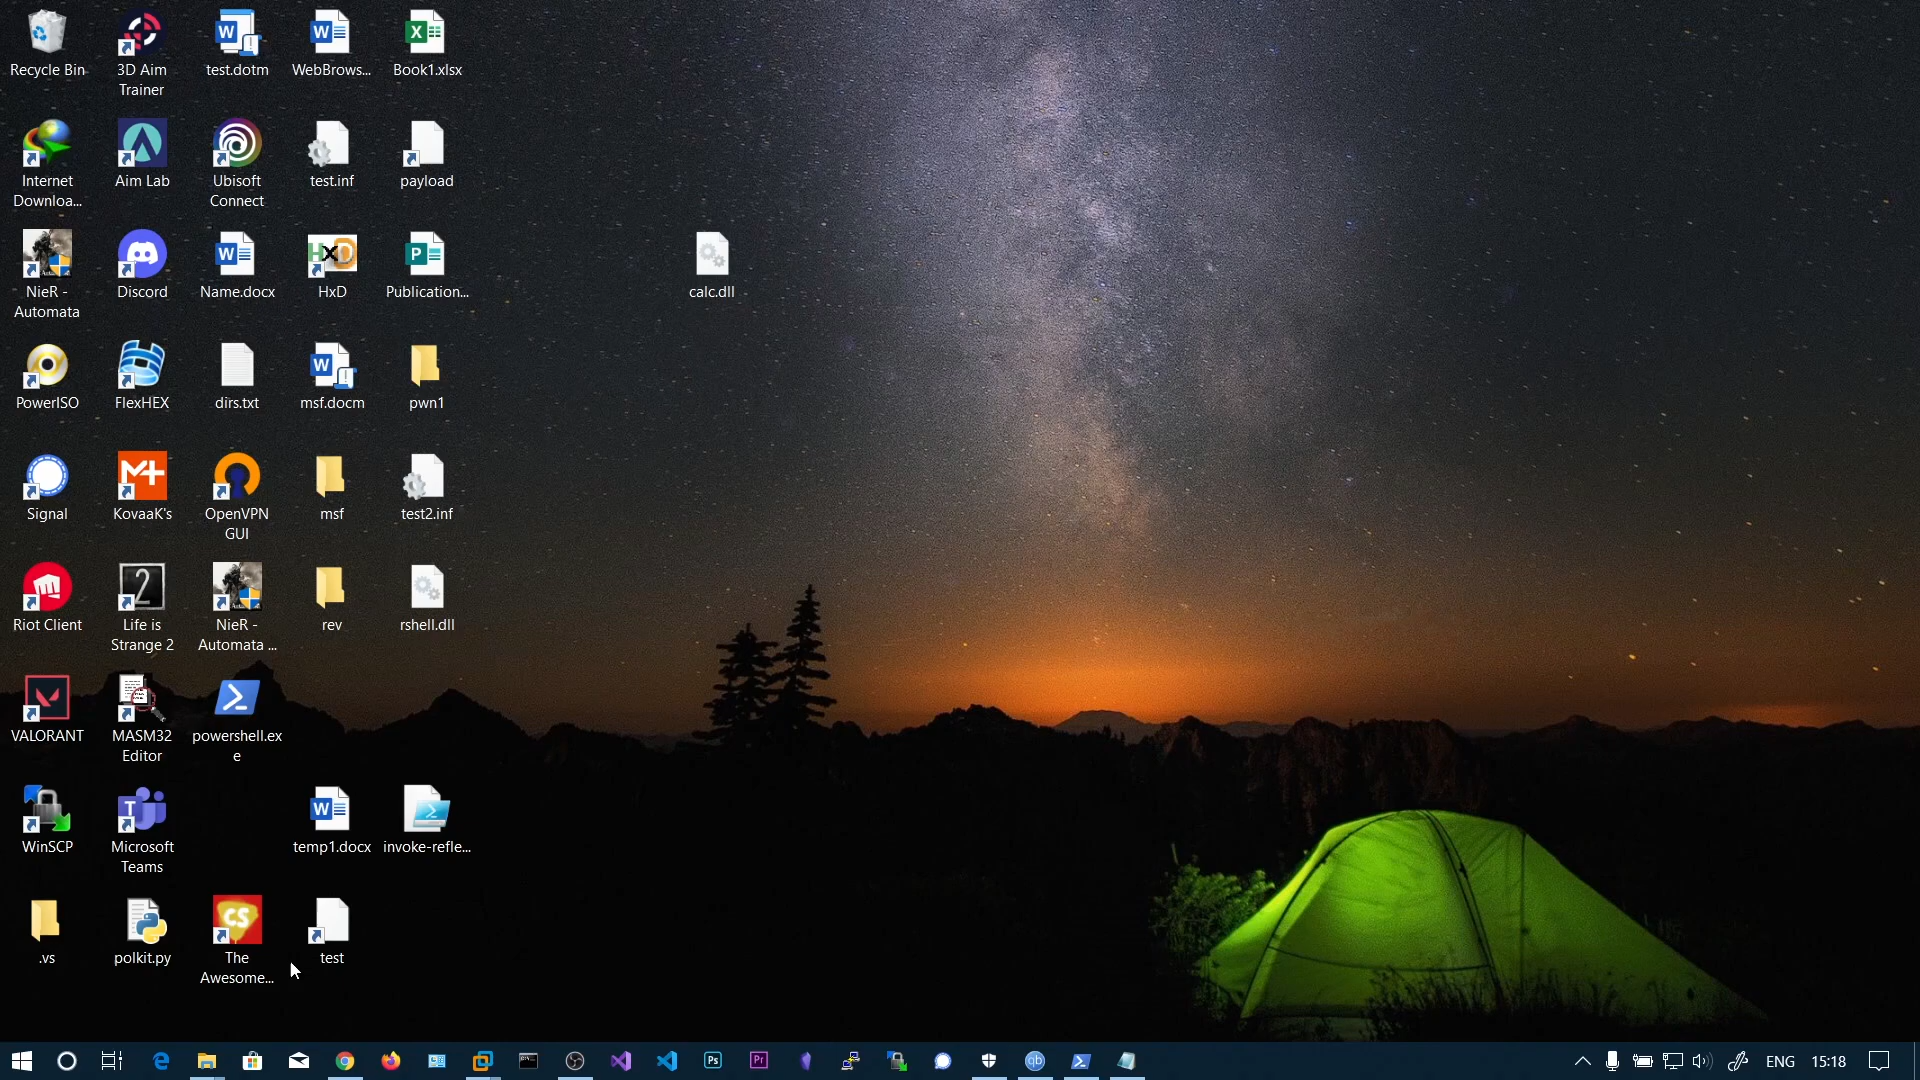 Recycle Bin
3D Aim
Trainer
test.dotm
WebBrows...
Book1.xlsx
Internet
Downloa...
Aim Lab
Ubisoft
Connect
test.inf
payload
NieR -
Automata
Discord
Name.docx
HxD
Publication...
calc.dll
PowerISO
FlexHEX
dirs.txt
msf.docm
pwn1
Signal
KovaaK's
OpenVPN
GUI
msf
test2.inf
Riot Client
Life is
Strange 2
NieR -
Automata ...
rev
rshell.dll
VALORANT
MASM32
Editor
powershell.ex
e
WinSCP
Microsoft
Teams
temp1.docx
invoke-refle...
.vs
polkit.py
The
Awesome...
test
ENG
15:18